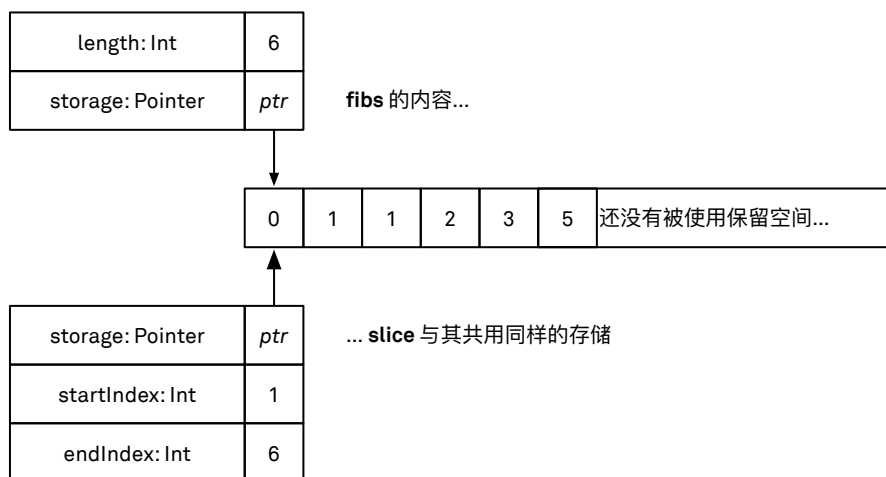 length: Int 6
storage: Pointer ptr fibs 的内容...
0 1 1 2 3 5 还没有被使用保留空间...
storage: Pointer ptr ... slice 与其共用同样的存储
startIndex: Int 1
endIndex: Int 6